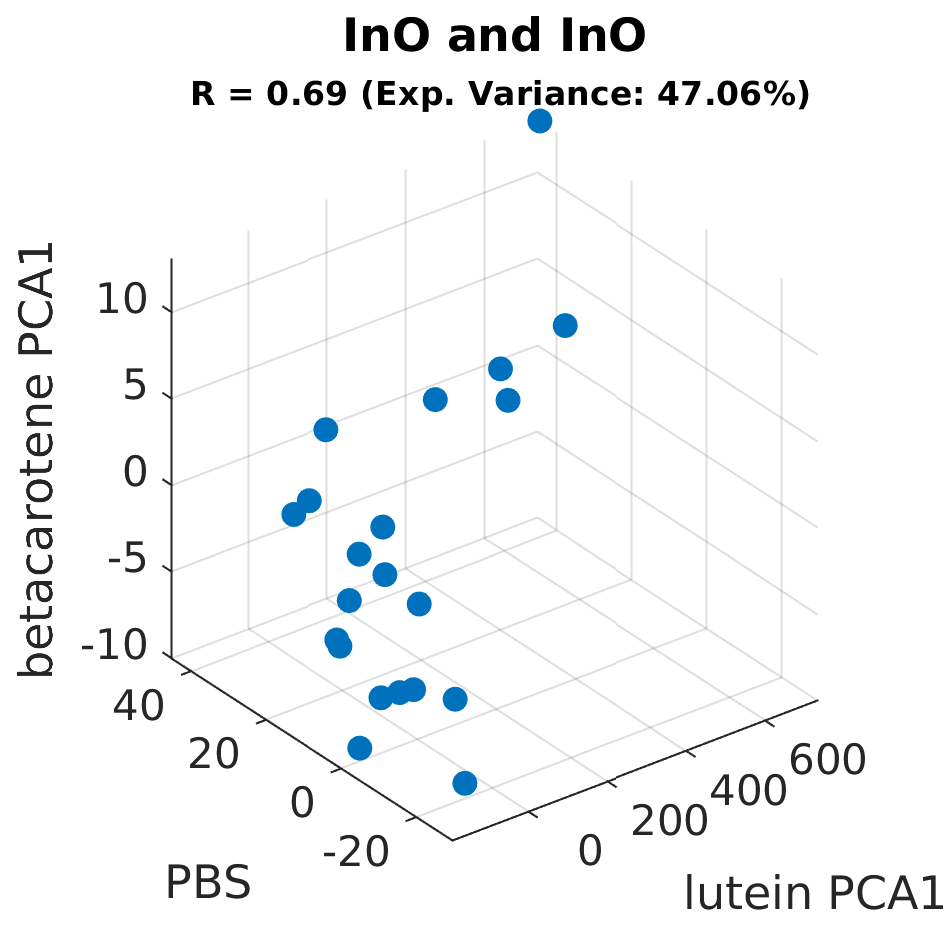 InO and InO
R = 0.69 (Exp. Variance: 47.06%)
betacarotene PCA1
10
5
0
-5
-10
40
20
0
-20
PBS
0
200
400
600
lutein PCA1